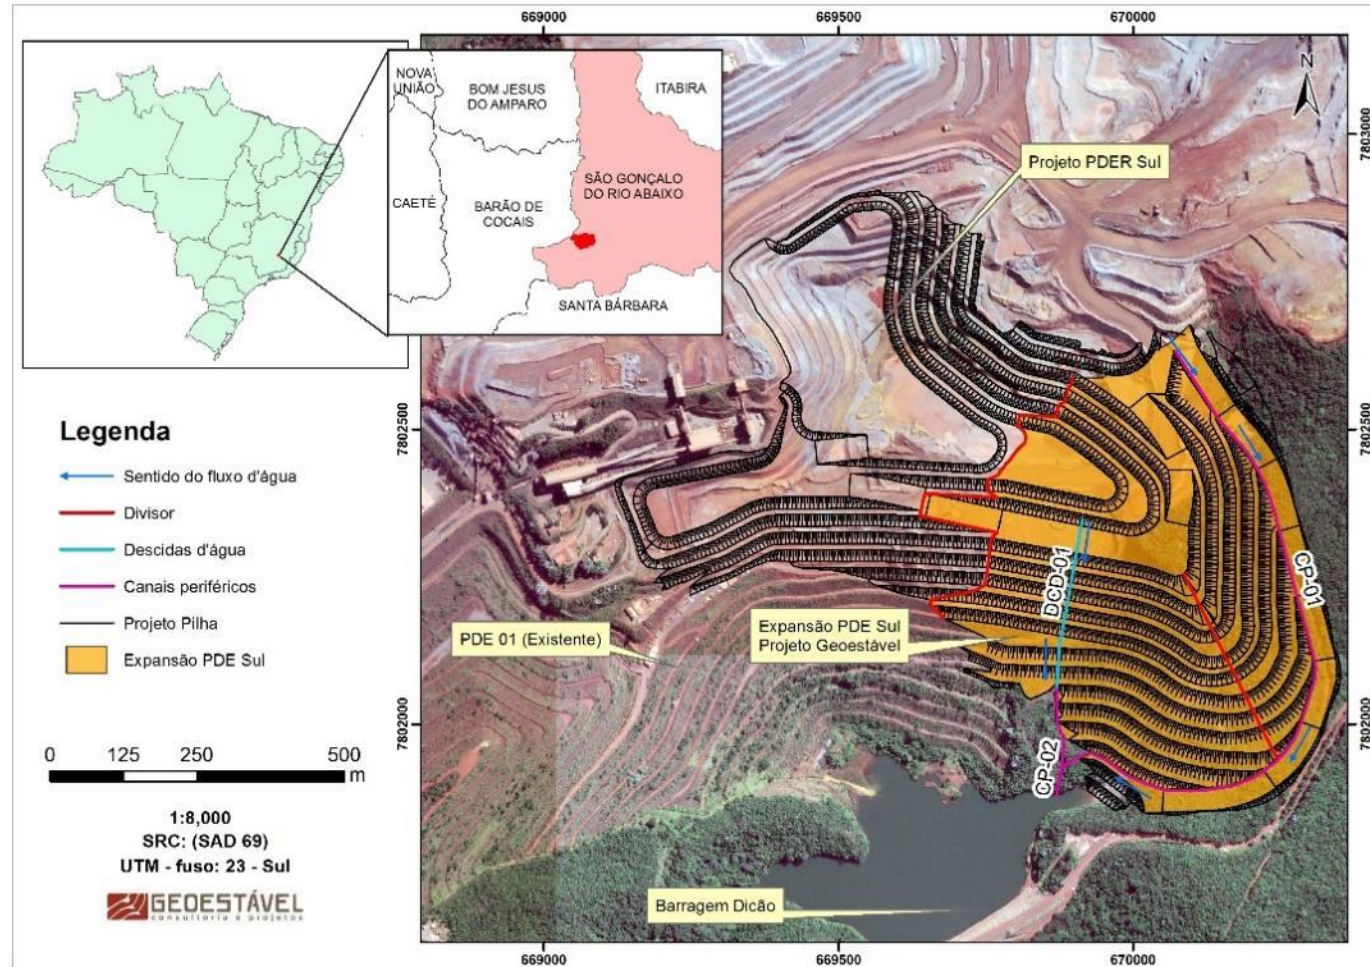 669000
669500
670000
NOVA
UNIÃO
BOM JESUS
DO AMPARO
ITABIRA
CAETÉ
BARÃO DE
COCAIS
SÃO GONÇALO
DO RIO ABAIXO
SANTA BÁRBARA
N
7803000
Projeto PDER Sul
7802500
7802500
Legenda
Sentido do fluxo d'água
Divisor
Descidas d'água
Canais periféricos
Projeto Pilha
Expansão PDE Sul
DCD-01
CP-01
PDE 01 (Existente)
Expansão PDE Sul
Projeto Geoestável
7802000
7802000
CP-02
0 125 250 500
m
1:8,000
SRC: (SAD 69)
UTM - fuso: 23 - Sul
GEOESTÁVEL
consultoria e projetos
Barragem Dicão
669000
669500
670000